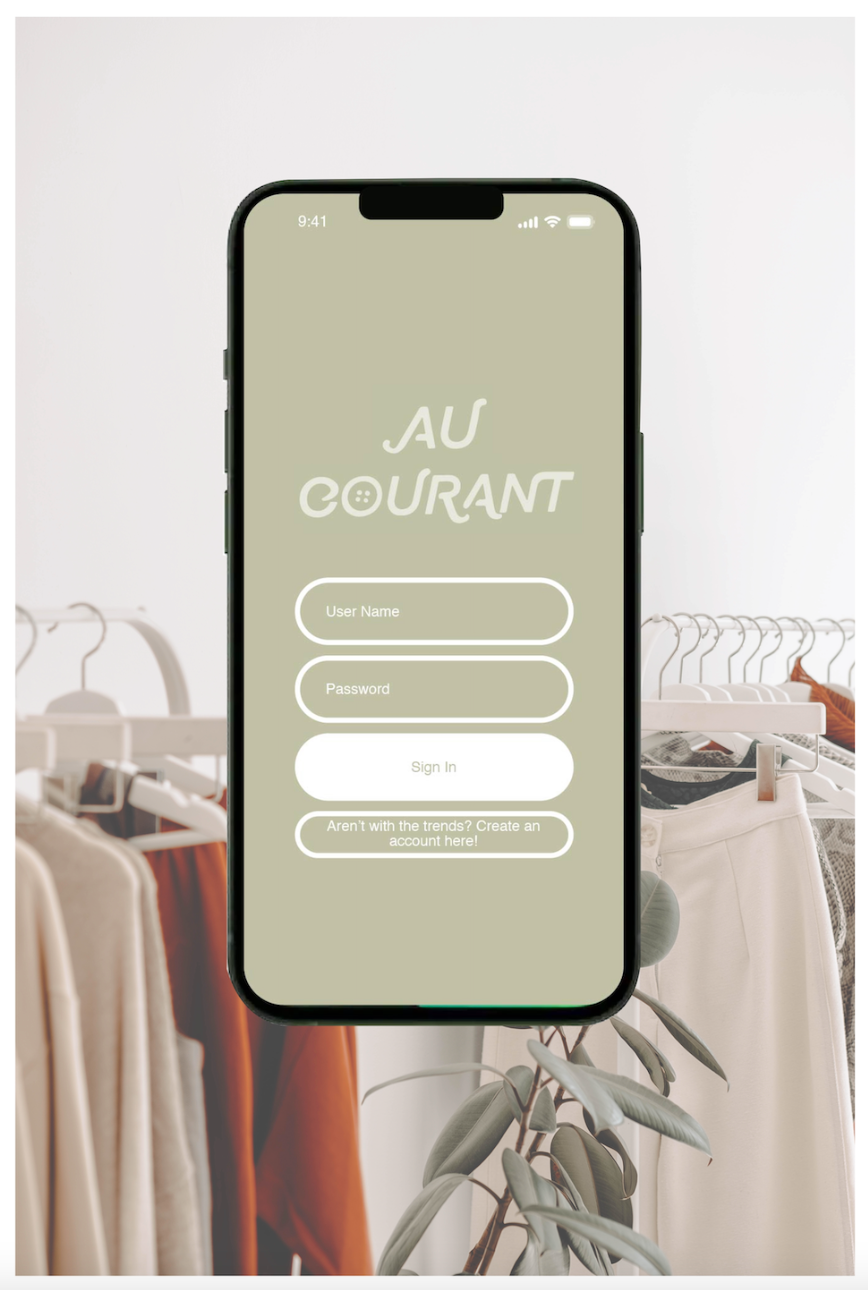 9:41
AU
COURANT
User Name
Password
Sign In
Aren't with the trends? Create an
account here!